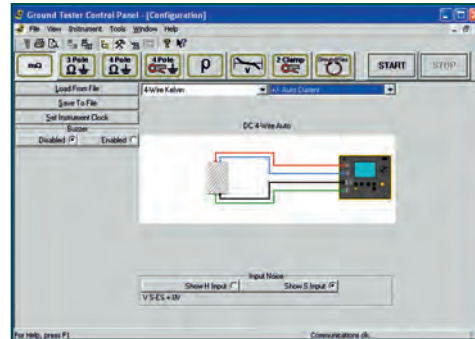 Ground Tester Control Panel - [Configuration]
File View Instrument Tools Window Help
mΩ
3 Pole
4 Pole
4 Pole
ρ
V
2 Clamp
START
STOP
Load From File
Save To File
Set Instrument Clock
Buzzer
Disabled
Enabled
4-Wire Kelvin
+/- Auto Current
DC 4-Wire Auto
Input Noise
Show H Input
Show S Input
V S-ES =
For Help, press F1
Communications ok.